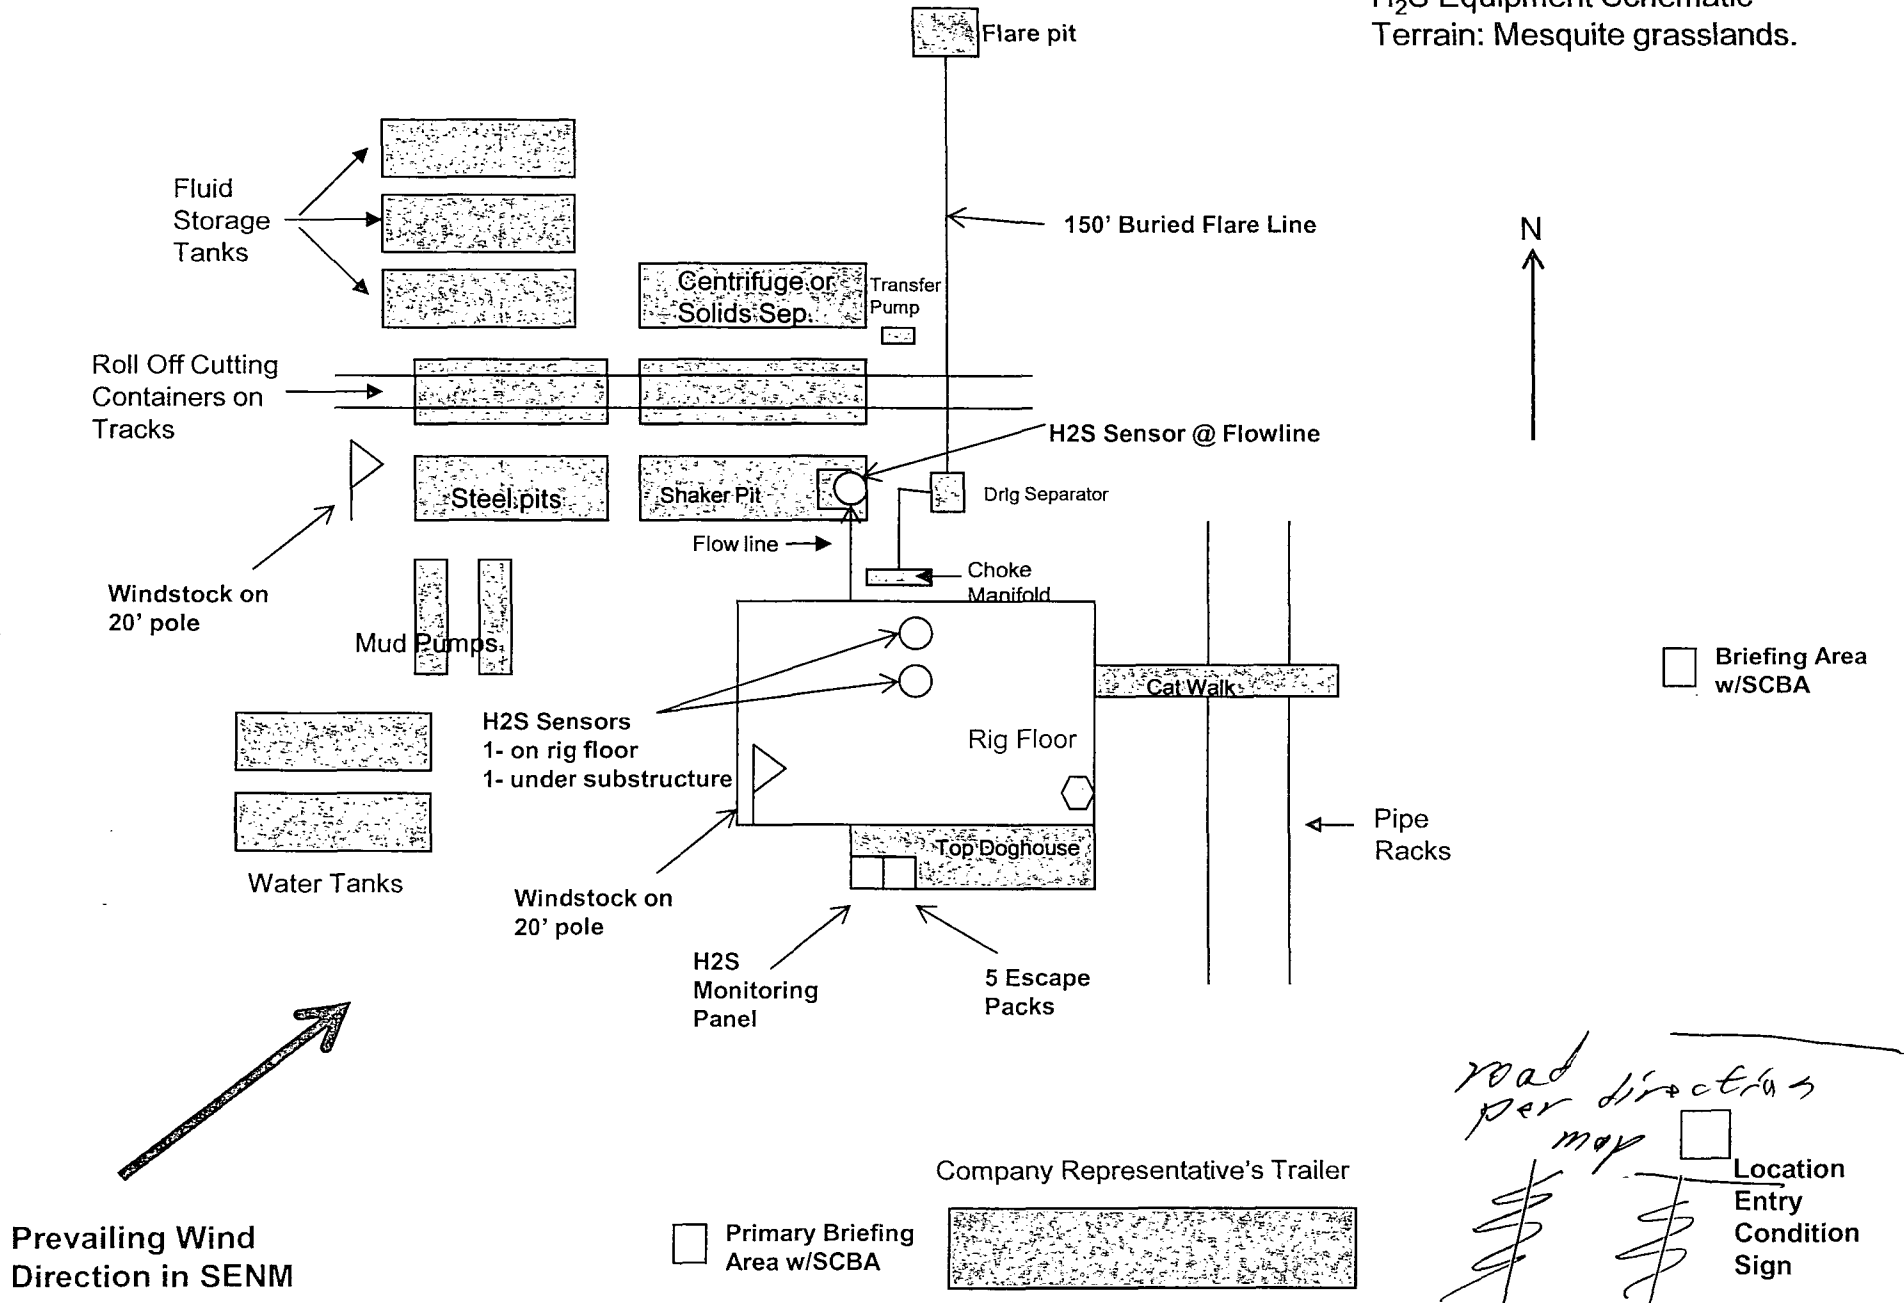 H₂S Equipment Schematic
Terrain: Mesquite grasslands.
Flare pit
Fluid
Storage
Tanks
150' Buried Flare Line
N
Centrifuge or
Solids Sep.
Transfer
Pump
Roll Off Cutting
Containers on
Tracks
H2S Sensor @ Flowline
Steel pits
Shaker Pit
Drlg Separator
Flow line
Choke
Manifold
Windstock on
20' pole
Mud Pumps
Briefing Area
w/SCBA
Cat Walk
H2S Sensors
1- on rig floor
1- under substructure
Rig Floor
Pipe
Racks
Top Doghouse
Water Tanks
Windstock on
20' pole
H2S
Monitoring
Panel
5 Escape
Packs
road
per directions
map
Company Representative's Trailer
Location
Entry
Condition
Sign
Primary Briefing
Area w/SCBA
Prevailing Wind
Direction in SENM